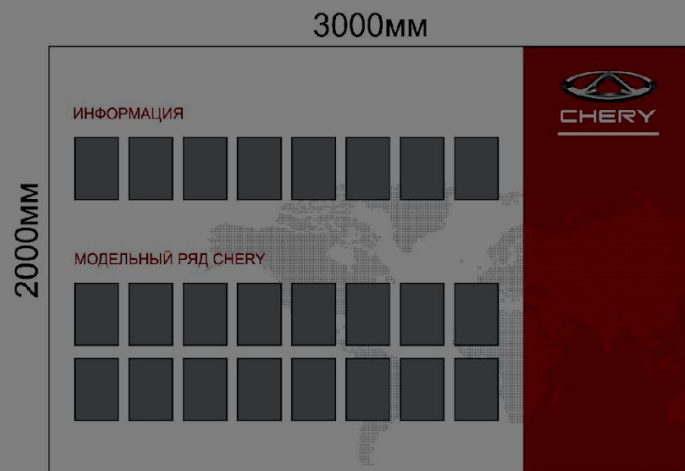 3000мм
CHERY
ИНФОРМАЦИЯ
2000мм
МОДЕЛЬНЫЙ РЯД CHERY